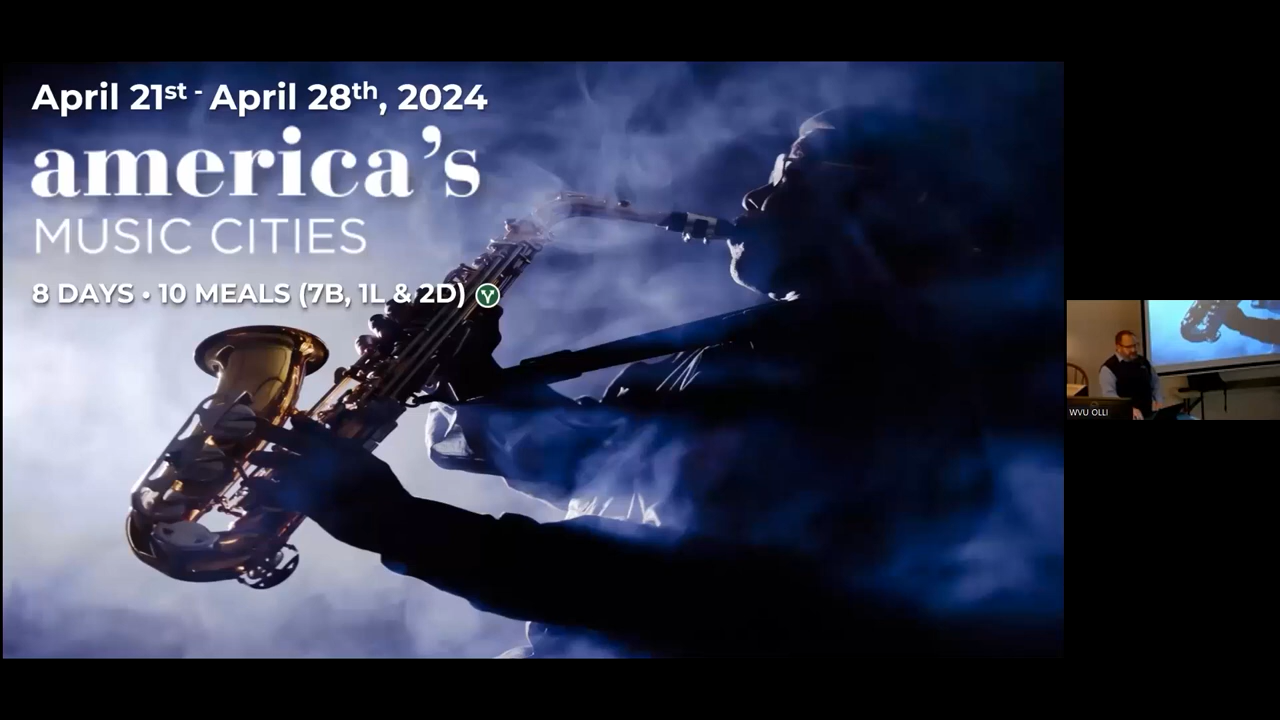 April 21st - April 28th, 2024
america's
MUSIC CITIES
8 DAYS • 10 MEALS (7B, 1L & 2D) Y
WVU OLLI